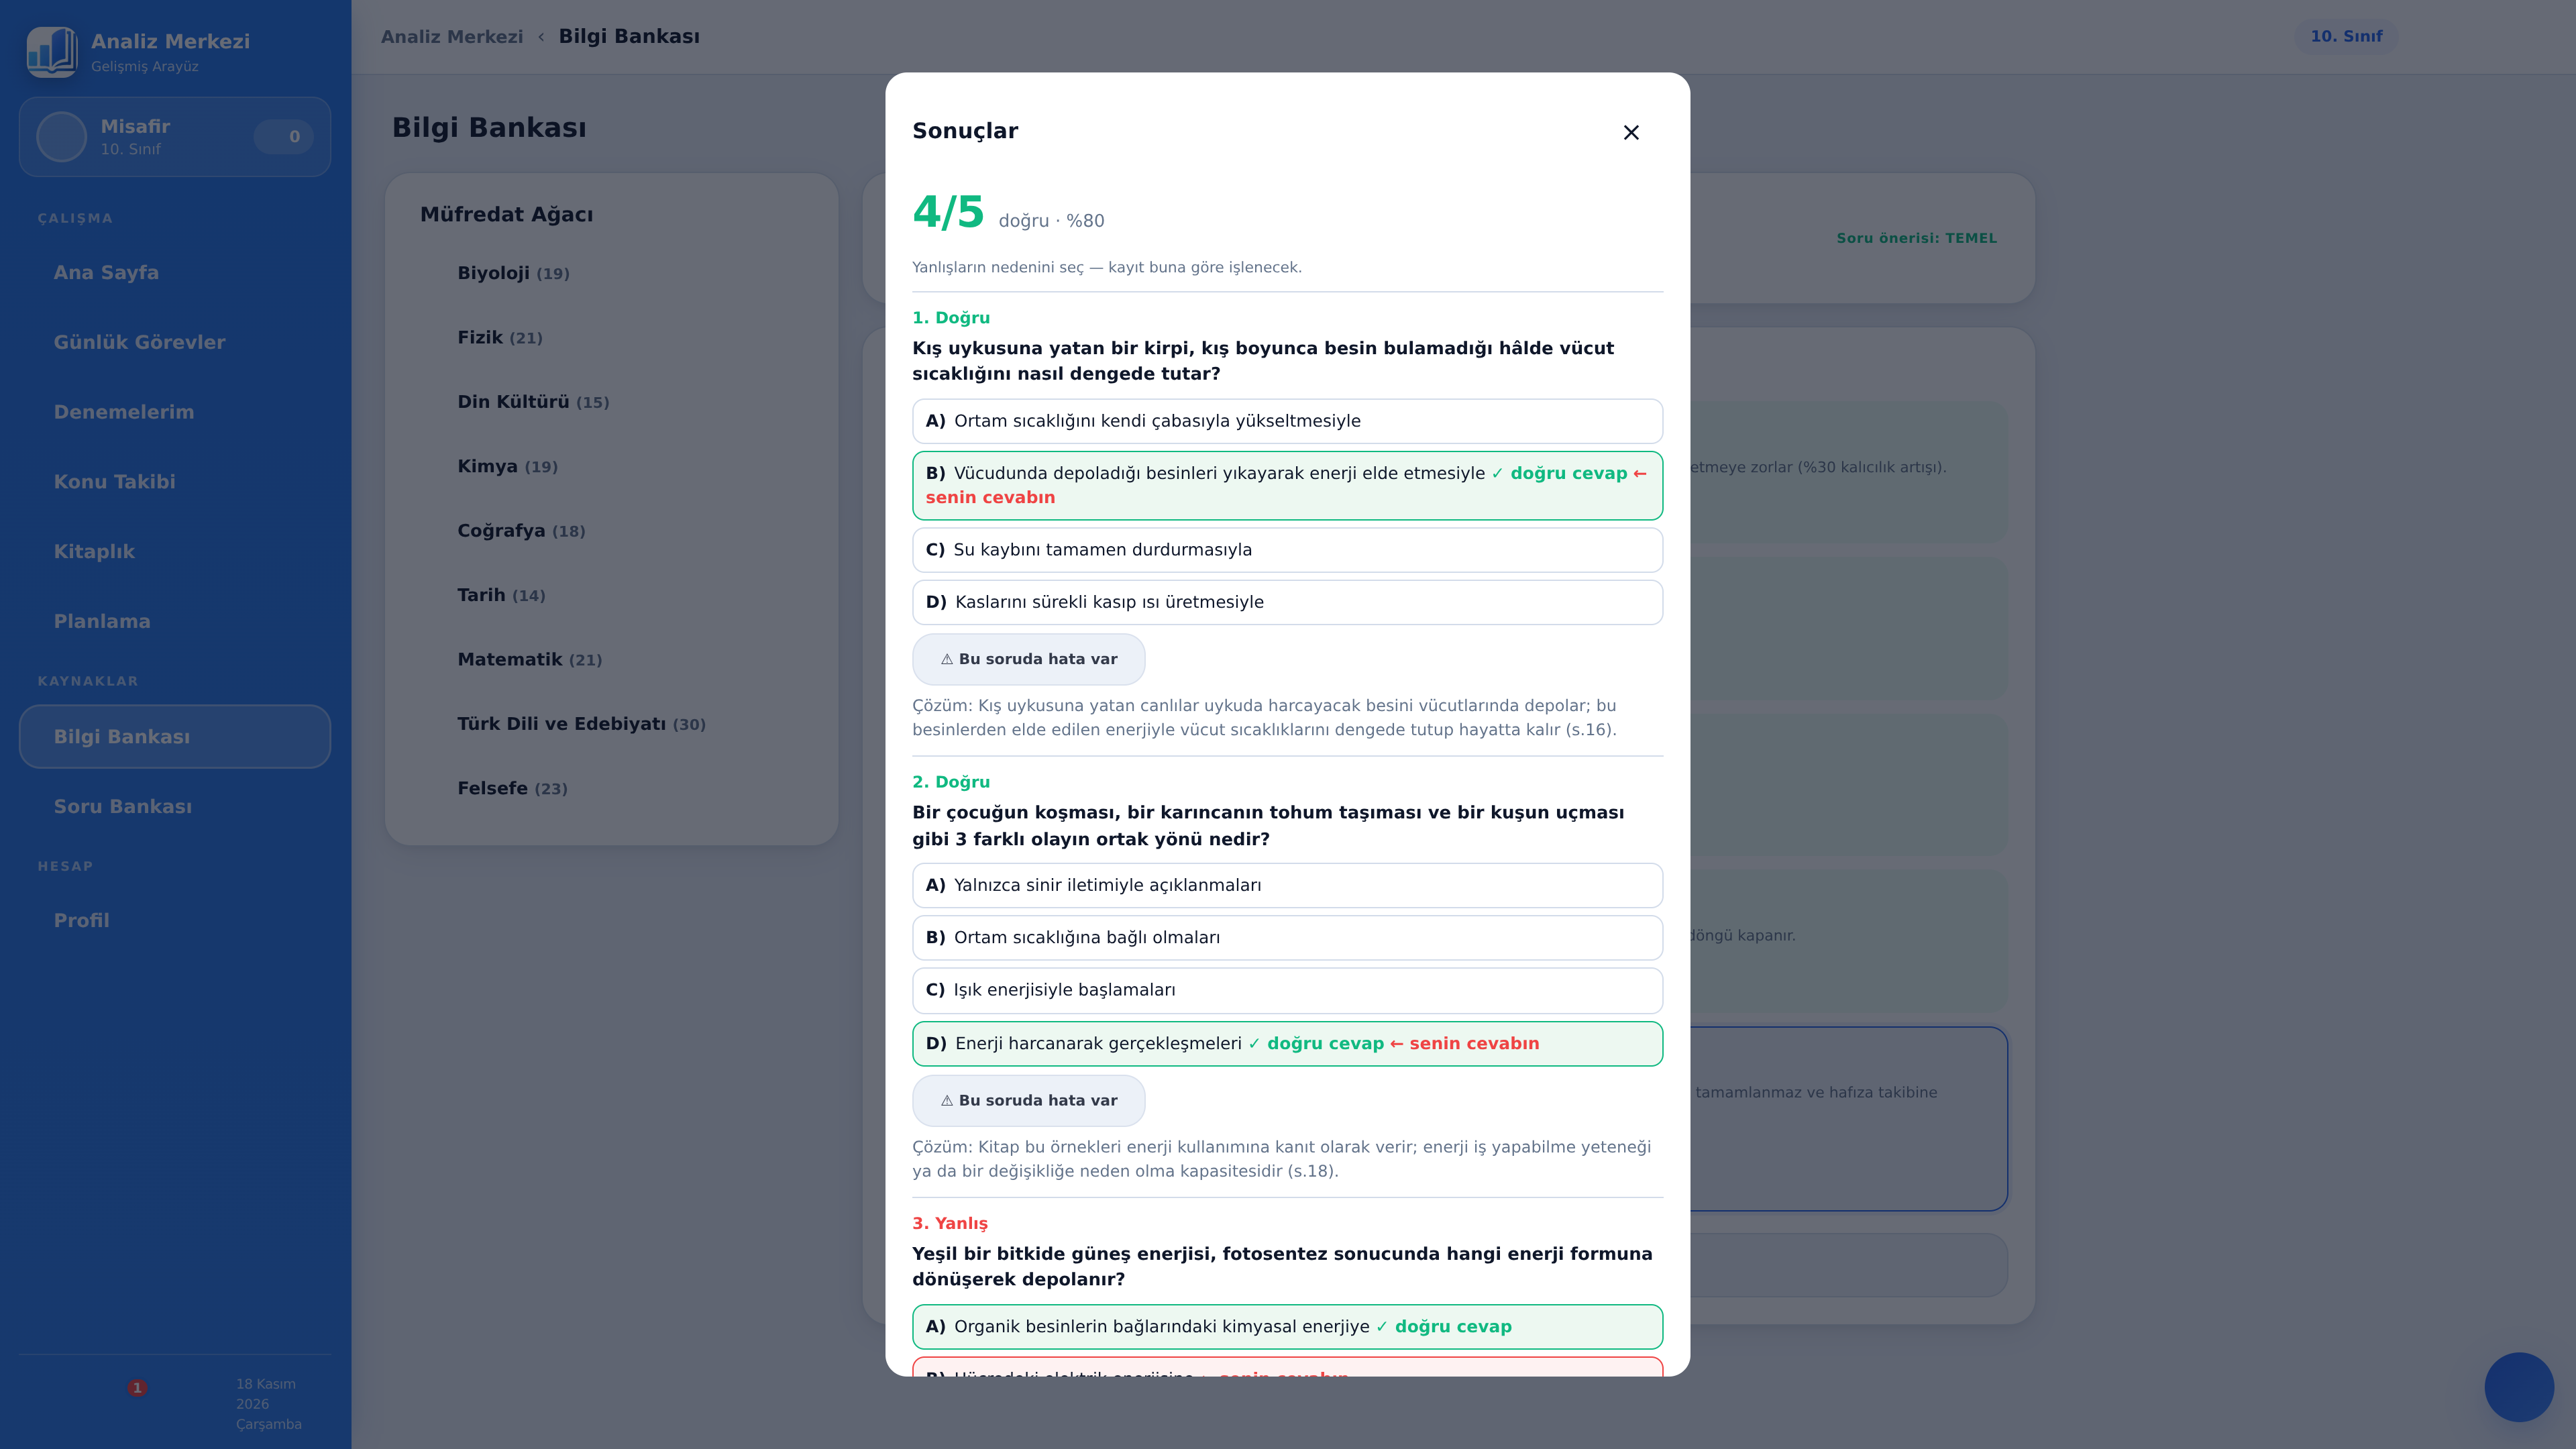 Analiz Merkezi
Gelişmiş Arayüz
Misafir
10. Sınıf
0
ÇALIŞMA
Ana Sayfa
Günlük Görevler
Denemelerim
Konu Takibi
Kitaplık
Planlama
KAYNAKLAR
Bilgi Bankası
Soru Bankası
HESAP
Profil
1
18 Kasım
2026
Çarşamba
Analiz Merkezi ‹ Bilgi Bankası
10. Sınıf
Bilgi Bankası
Müfredat Ağacı
Biyoloji (19)
Fizik (21)
Din Kültürü (15)
Kimya (19)
Coğrafya (18)
Tarih (14)
Matematik (21)
Türk Dili ve Edebiyatı (30)
Felsefe (23)
Soru önerisi: TEMEL
etmeye zorlar (%30 kalıcılık artışı).
döngü kapanır.
tamamlanmaz ve hafıza takibine
Sonuçlar
×
4/5 doğru · %80
Yanlışların nedenini seç — kayıt buna göre işlenecek.
1. Doğru
Kış uykusuna yatan bir kirpi, kış boyunca besin bulamadığı hâlde vücut
sıcaklığını nasıl dengede tutar?
A) Ortam sıcaklığını kendi çabasıyla yükseltmesiyle
B) Vücudunda depoladığı besinleri yıkayarak enerji elde etmesiyle ✓ doğru cevap ←
senin cevabın
C) Su kaybını tamamen durdurmasıyla
D) Kaslarını sürekli kasıp ısı üretmesiyle
⚠ Bu soruda hata var
Çözüm: Kış uykusuna yatan canlılar uykuda harcayacak besini vücutlarında depolar; bu
besinlerden elde edilen enerjiyle vücut sıcaklıklarını dengede tutup hayatta kalır (s.16).
2. Doğru
Bir çocuğun koşması, bir karıncanın tohum taşıması ve bir kuşun uçması
gibi 3 farklı olayın ortak yönü nedir?
A) Yalnızca sinir iletimiyle açıklanmaları
B) Ortam sıcaklığına bağlı olmaları
C) Işık enerjisiyle başlamaları
D) Enerji harcanarak gerçekleşmeleri ✓ doğru cevap ← senin cevabın
⚠ Bu soruda hata var
Çözüm: Kitap bu örnekleri enerji kullanımına kanıt olarak verir; enerji iş yapabilme yeteneği
ya da bir değişikliğe neden olma kapasitesidir (s.18).
3. Yanlış
Yeşil bir bitkide güneş enerjisi, fotosentez sonucunda hangi enerji formuna
dönüşerek depolanır?
A) Organik besinlerin bağlarındaki kimyasal enerjiye ✓ doğru cevap
B) Hücredeki elektrik enerjisine ← senin cevabın